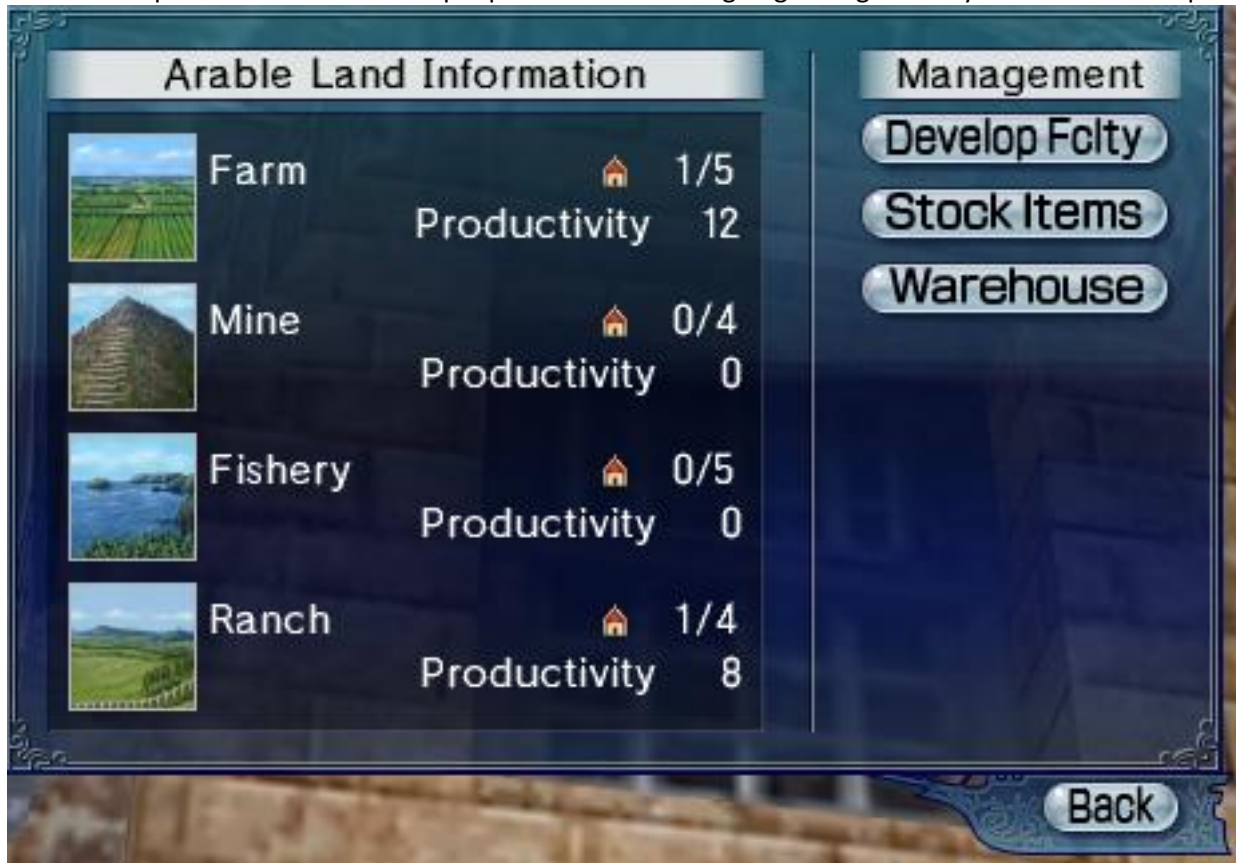 Arable Land Information
Farm 1/5
Productivity 12
Mine 0/4
Productivity 0
Fishery 0/5
Productivity 0
Ranch 1/4
Productivity 8
Management
Develop Fclty
Stock Items
Warehouse
Back